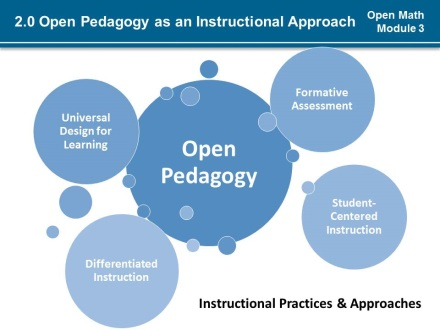 2.0 Open Pedagogy as an Instructional Approach
Open Math
Module 3
Universal
Design for
Learning
Formative
Assessment
Open
Pedagogy
Student-
Centered
Instruction
Differentiated
Instruction
Instructional Practices & Approaches